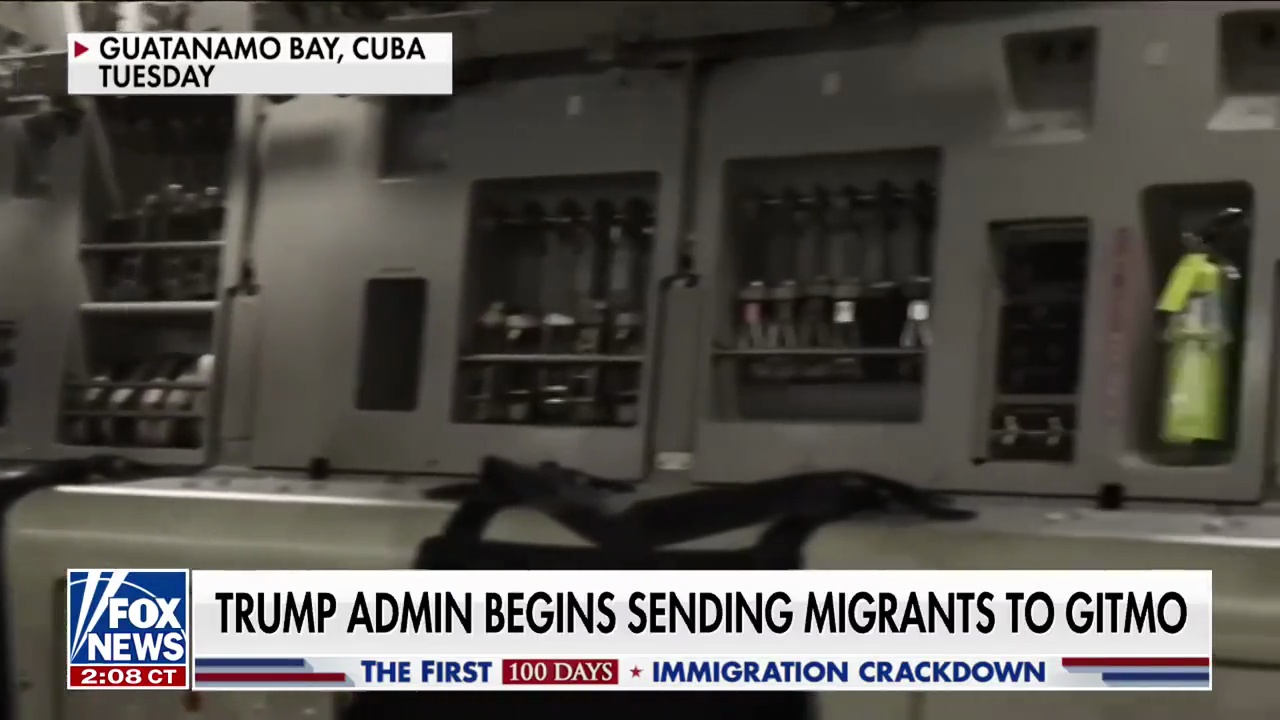 GUATANAMO BAY, CUBA
TUESDAY
TRUMP ADMIN BEGINS SENDING MIGRANTS TO GITMO
FOX
NEWS
2:08 CT
THE FIRST 100 DAYS ★ IMMIGRATION CRACKDOWN